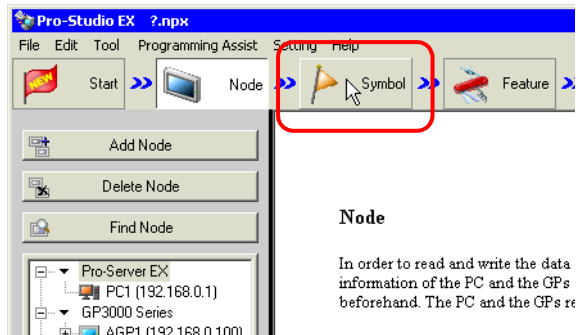 Pro-Studio EX ?.npx
File Edit Tool Programming Assist Setting Help
NEW Start Node Symbol Feature
Add Node
Delete Node
Find Node
Pro-Server EX
PC1 (192.168.0.1)
GP3000 Series
AGP1 (192.168.0.100)
Node
In order to read and write the data
information of the PC and the GPs
beforehand. The PC and the GPs re